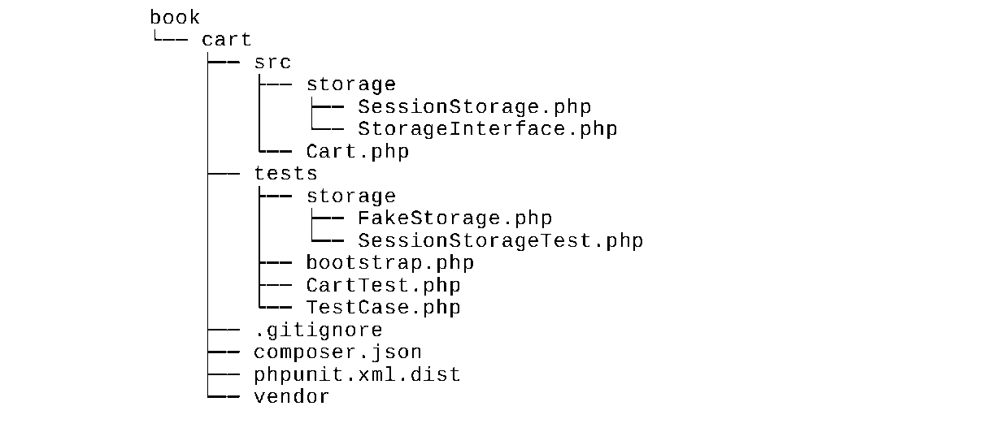 book
└── cart
    ├── src
    │   ├── storage
    │   │   ├── SessionStorage.php
    │   │   └── StorageInterface.php
    │   └── Cart.php
    ├── tests
    │   ├── storage
    │   │   ├── FakeStorage.php
    │   │   └── SessionStorageTest.php
    │   ├── bootstrap.php
    │   ├── CartTest.php
    │   └── TestCase.php
    ├── .gitignore
    ├── composer.json
    ├── phpunit.xml.dist
    └── vendor